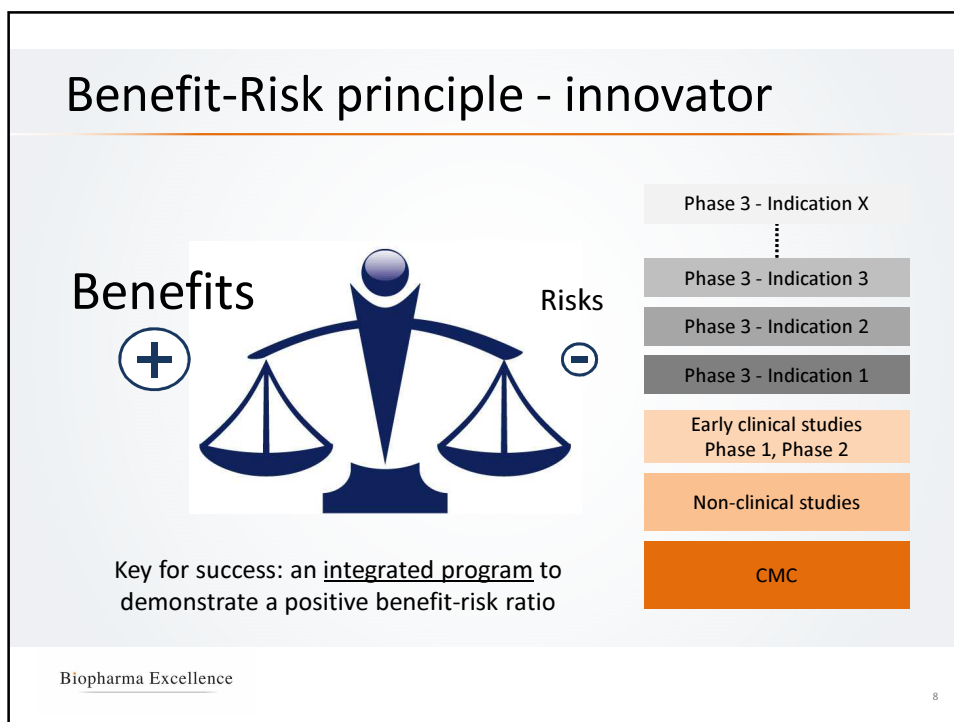 Benefit-Risk principle - innovator
Benefits
+
Risks
-
Phase 3 - Indication X
Phase 3 - Indication 3
Phase 3 - Indication 2
Phase 3 - Indication 1
Early clinical studies
Phase 1, Phase 2
Non-clinical studies
CMC
Key for success: an integrated program to
demonstrate a positive benefit-risk ratio
Biopharma Excellence
8